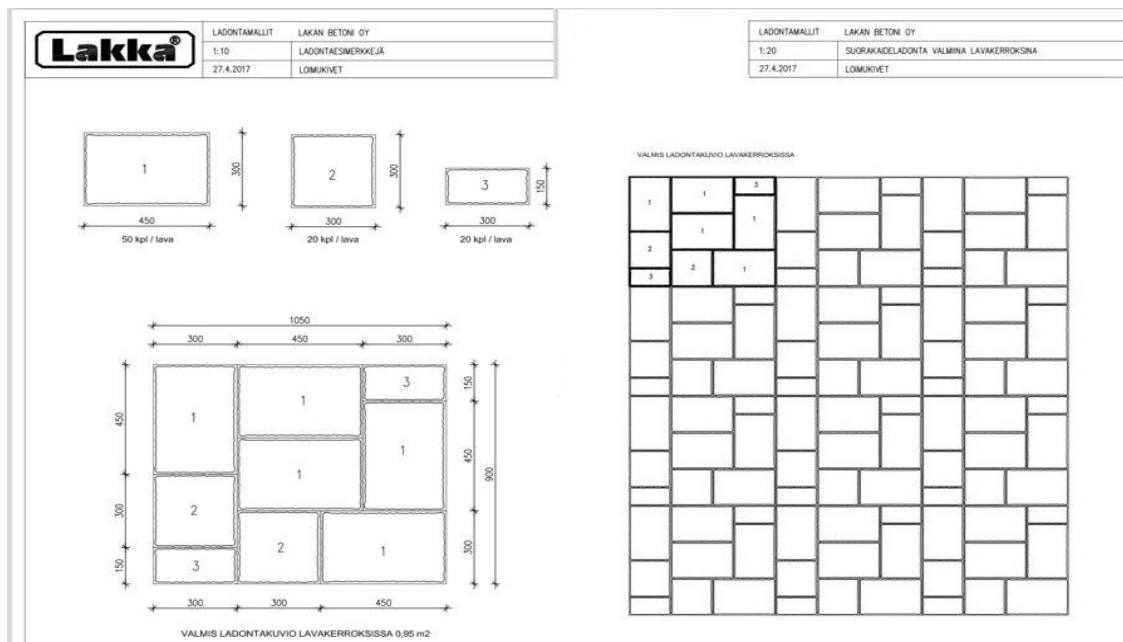 Lakka®
LADONTAMALLIT LAKAN BETONI OY
1:10 LADONTAESIMERKKEJÄ
27.4.2017 LOIMUKIVET
1
300
450
50 kpl / lava
2
300
300
20 kpl / lava
3
150
300
20 kpl / lava
1050
300 450 300
450
300
150
1
1
3
1
1
2
3
2
1
150
450
300
900
300 300 450
VALMIS LADONTAKUVIO LAVAKERROKSISSA 0,95 m2
LADONTAMALLIT LAKAN BETONI OY
1:20 SUORAKAIDELADONTA VALMIINA LAVAKERROKSINA
27.4.2017 LOIMUKIVET
VALMIS LADONTAKUVIO LAVAKERROKSISSA
1
1
3
1
1
2
3
2
1